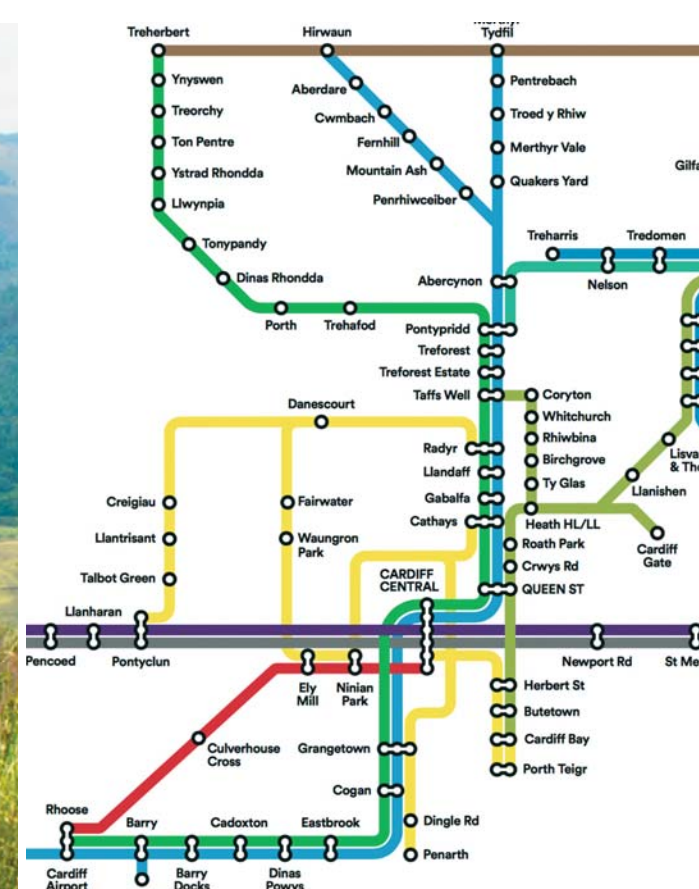 Treherbert
Hirwaun
Tydfil
Ynyswen
Treorchy
Ton Pentre
Ystrad Rhondda
Llwynpia
Tonypandy
Dinas Rhondda
Porth
Trehafod
Aberdare
Cwmbach
Fernhill
Mountain Ash
Penrhiwceiber
Pentrebach
Troed y Rhiw
Merthyr Vale
Quakers Yard
Treharris
Tredomen
Nelson
Abercynon
Pontypridd
Treforest
Treforest Estate
Taffs Well
Coryton
Whitchurch
Rhiwbina
Birchgrove
Ty Glas
Heath HL/LL
Llanishen
Cardiff
Gate
Danescourt
Radyr
Llandaff
Gabalfa
Cathays
Roath Park
Crwys Rd
QUEEN ST
Creigiau
Llantrisant
Talbot Green
Fairwater
Waungron
Park
CARDIFF
CENTRAL
Llanharan
Pencoed
Pontyclun
Ely
Mill
Ninian
Park
Newport Rd
St Me
Herbert St
Butetown
Cardiff Bay
Porth Teigr
Culverhouse
Cross
Grangetown
Cogan
Dingle Rd
Penarth
Rhoose
Barry
Cadoxton
Eastbrook
Cardiff
Airport
Barry
Docks
Dinas
Powys